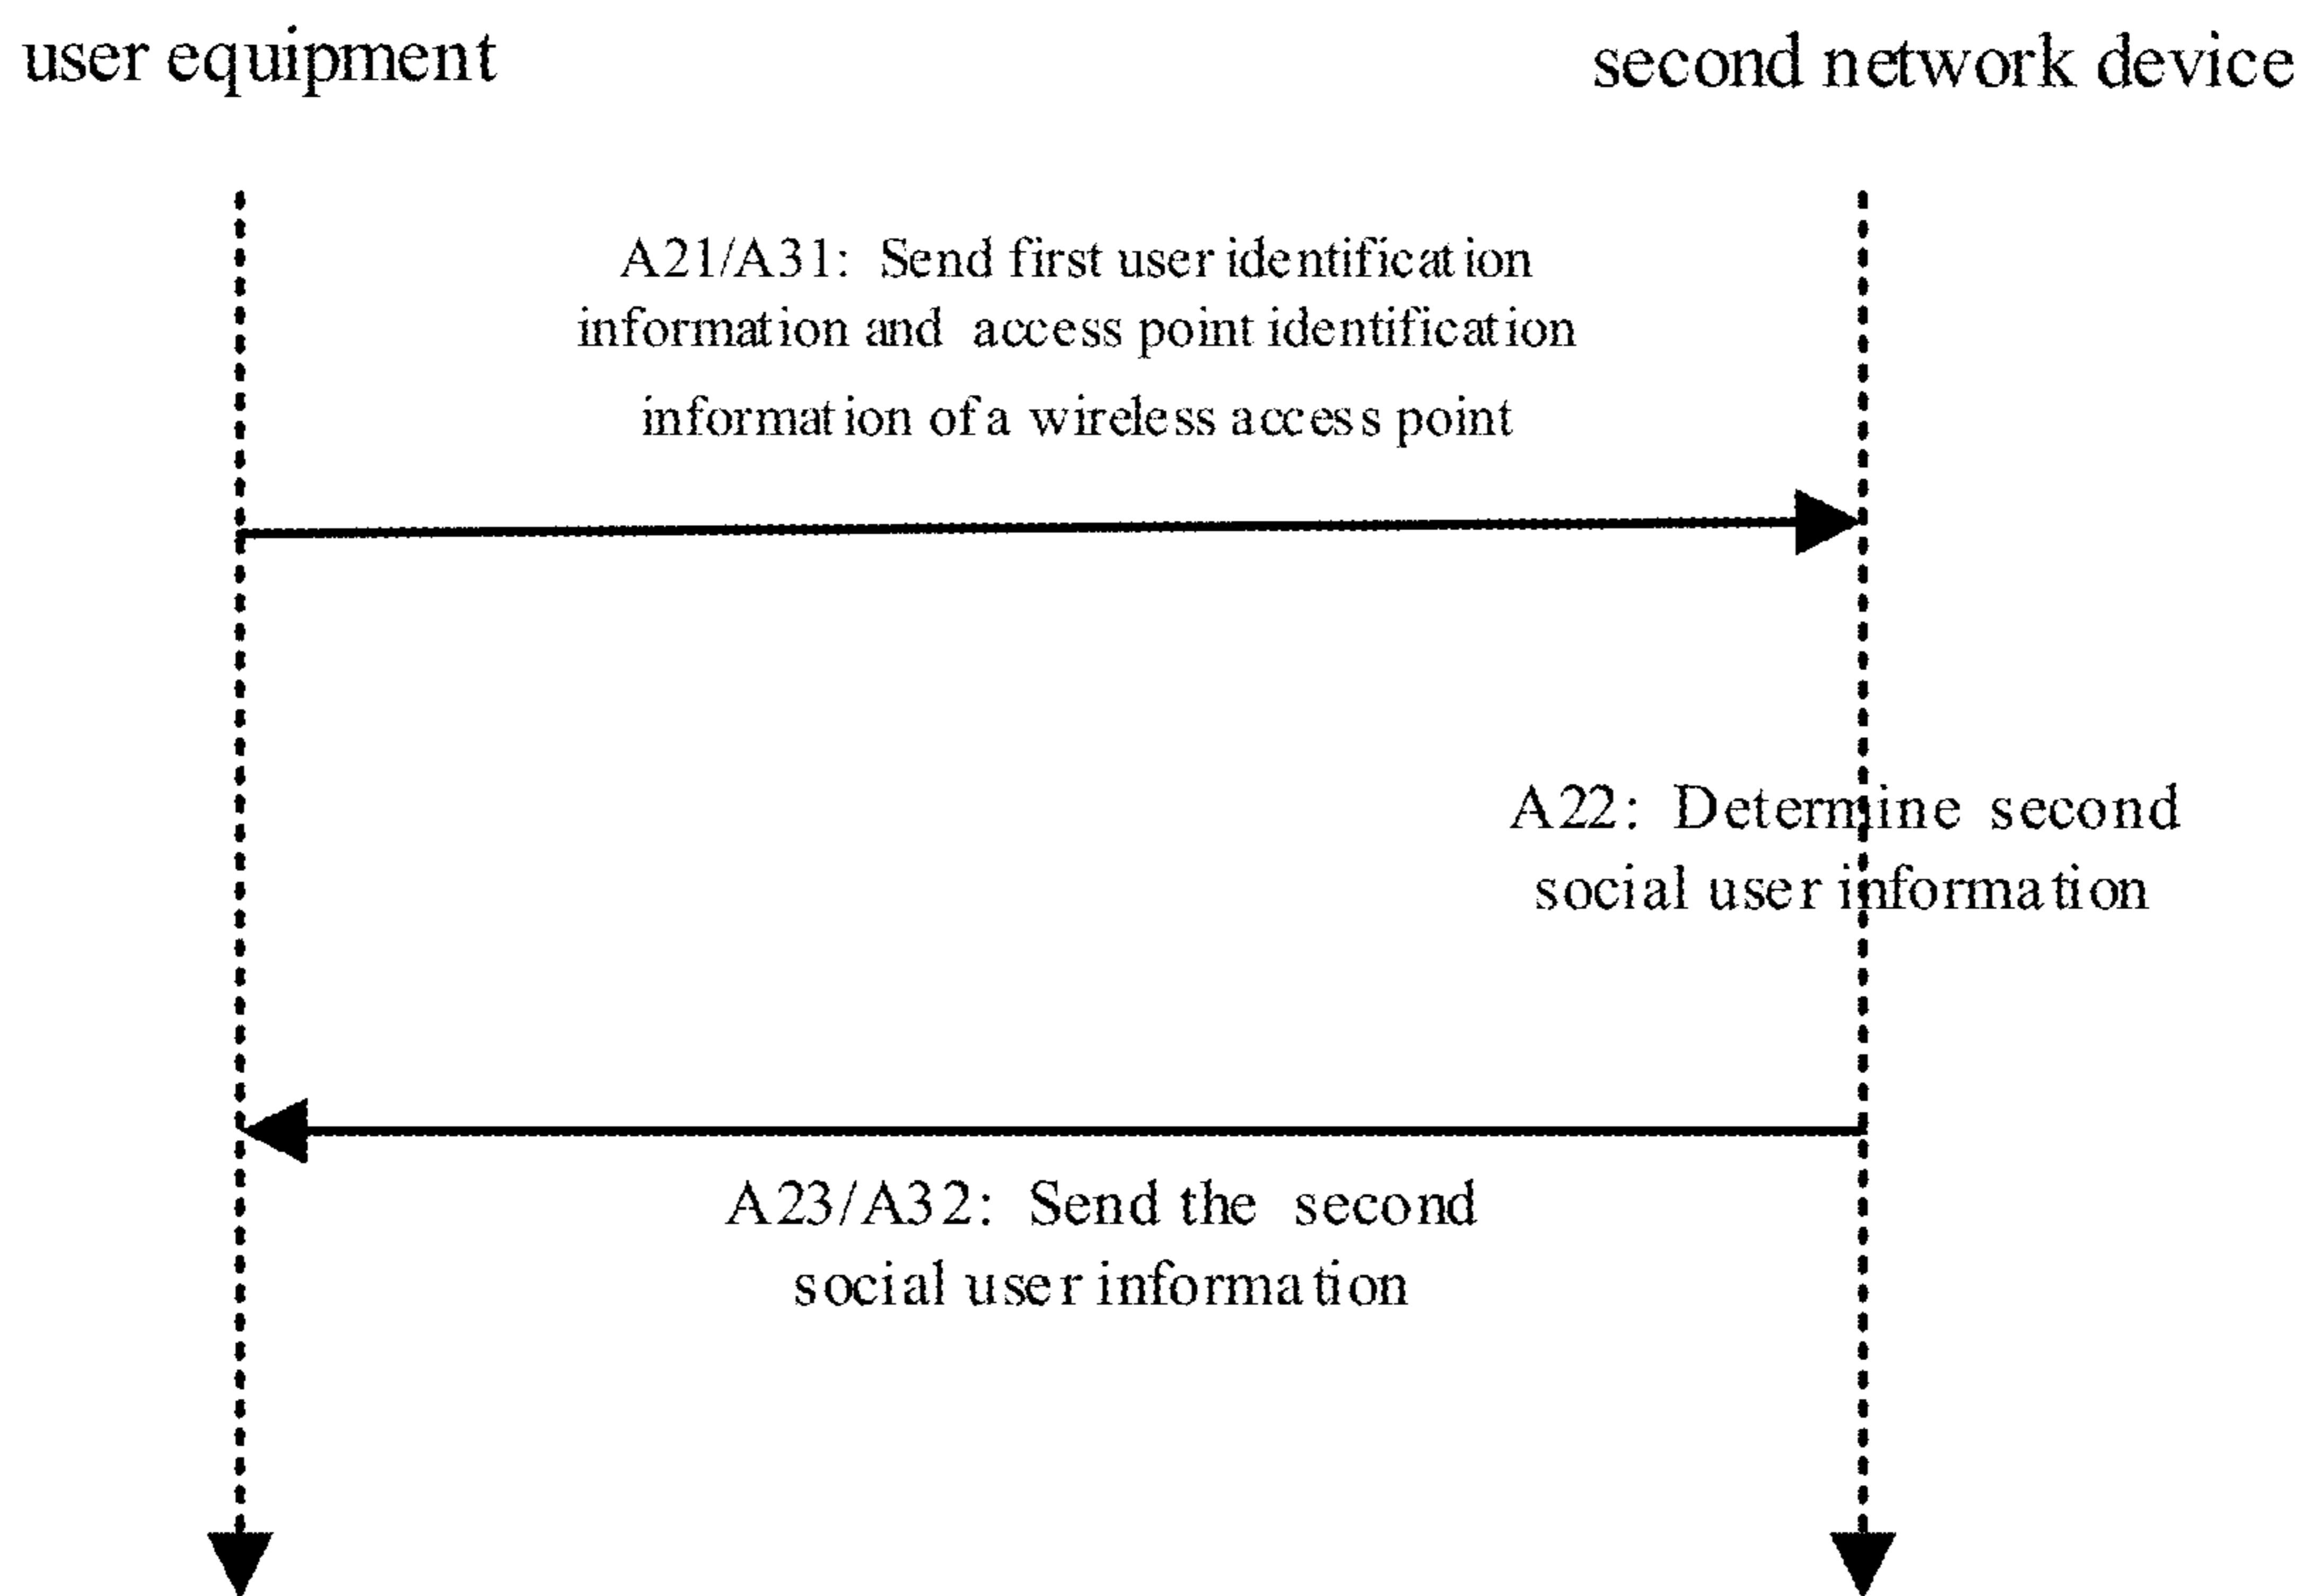 user equipment
second network device
A21/A31: Send first user identification
information and access point identification
information of a wireless access point
A22: Determine second
social user information
A23/A32: Send the second
social user information